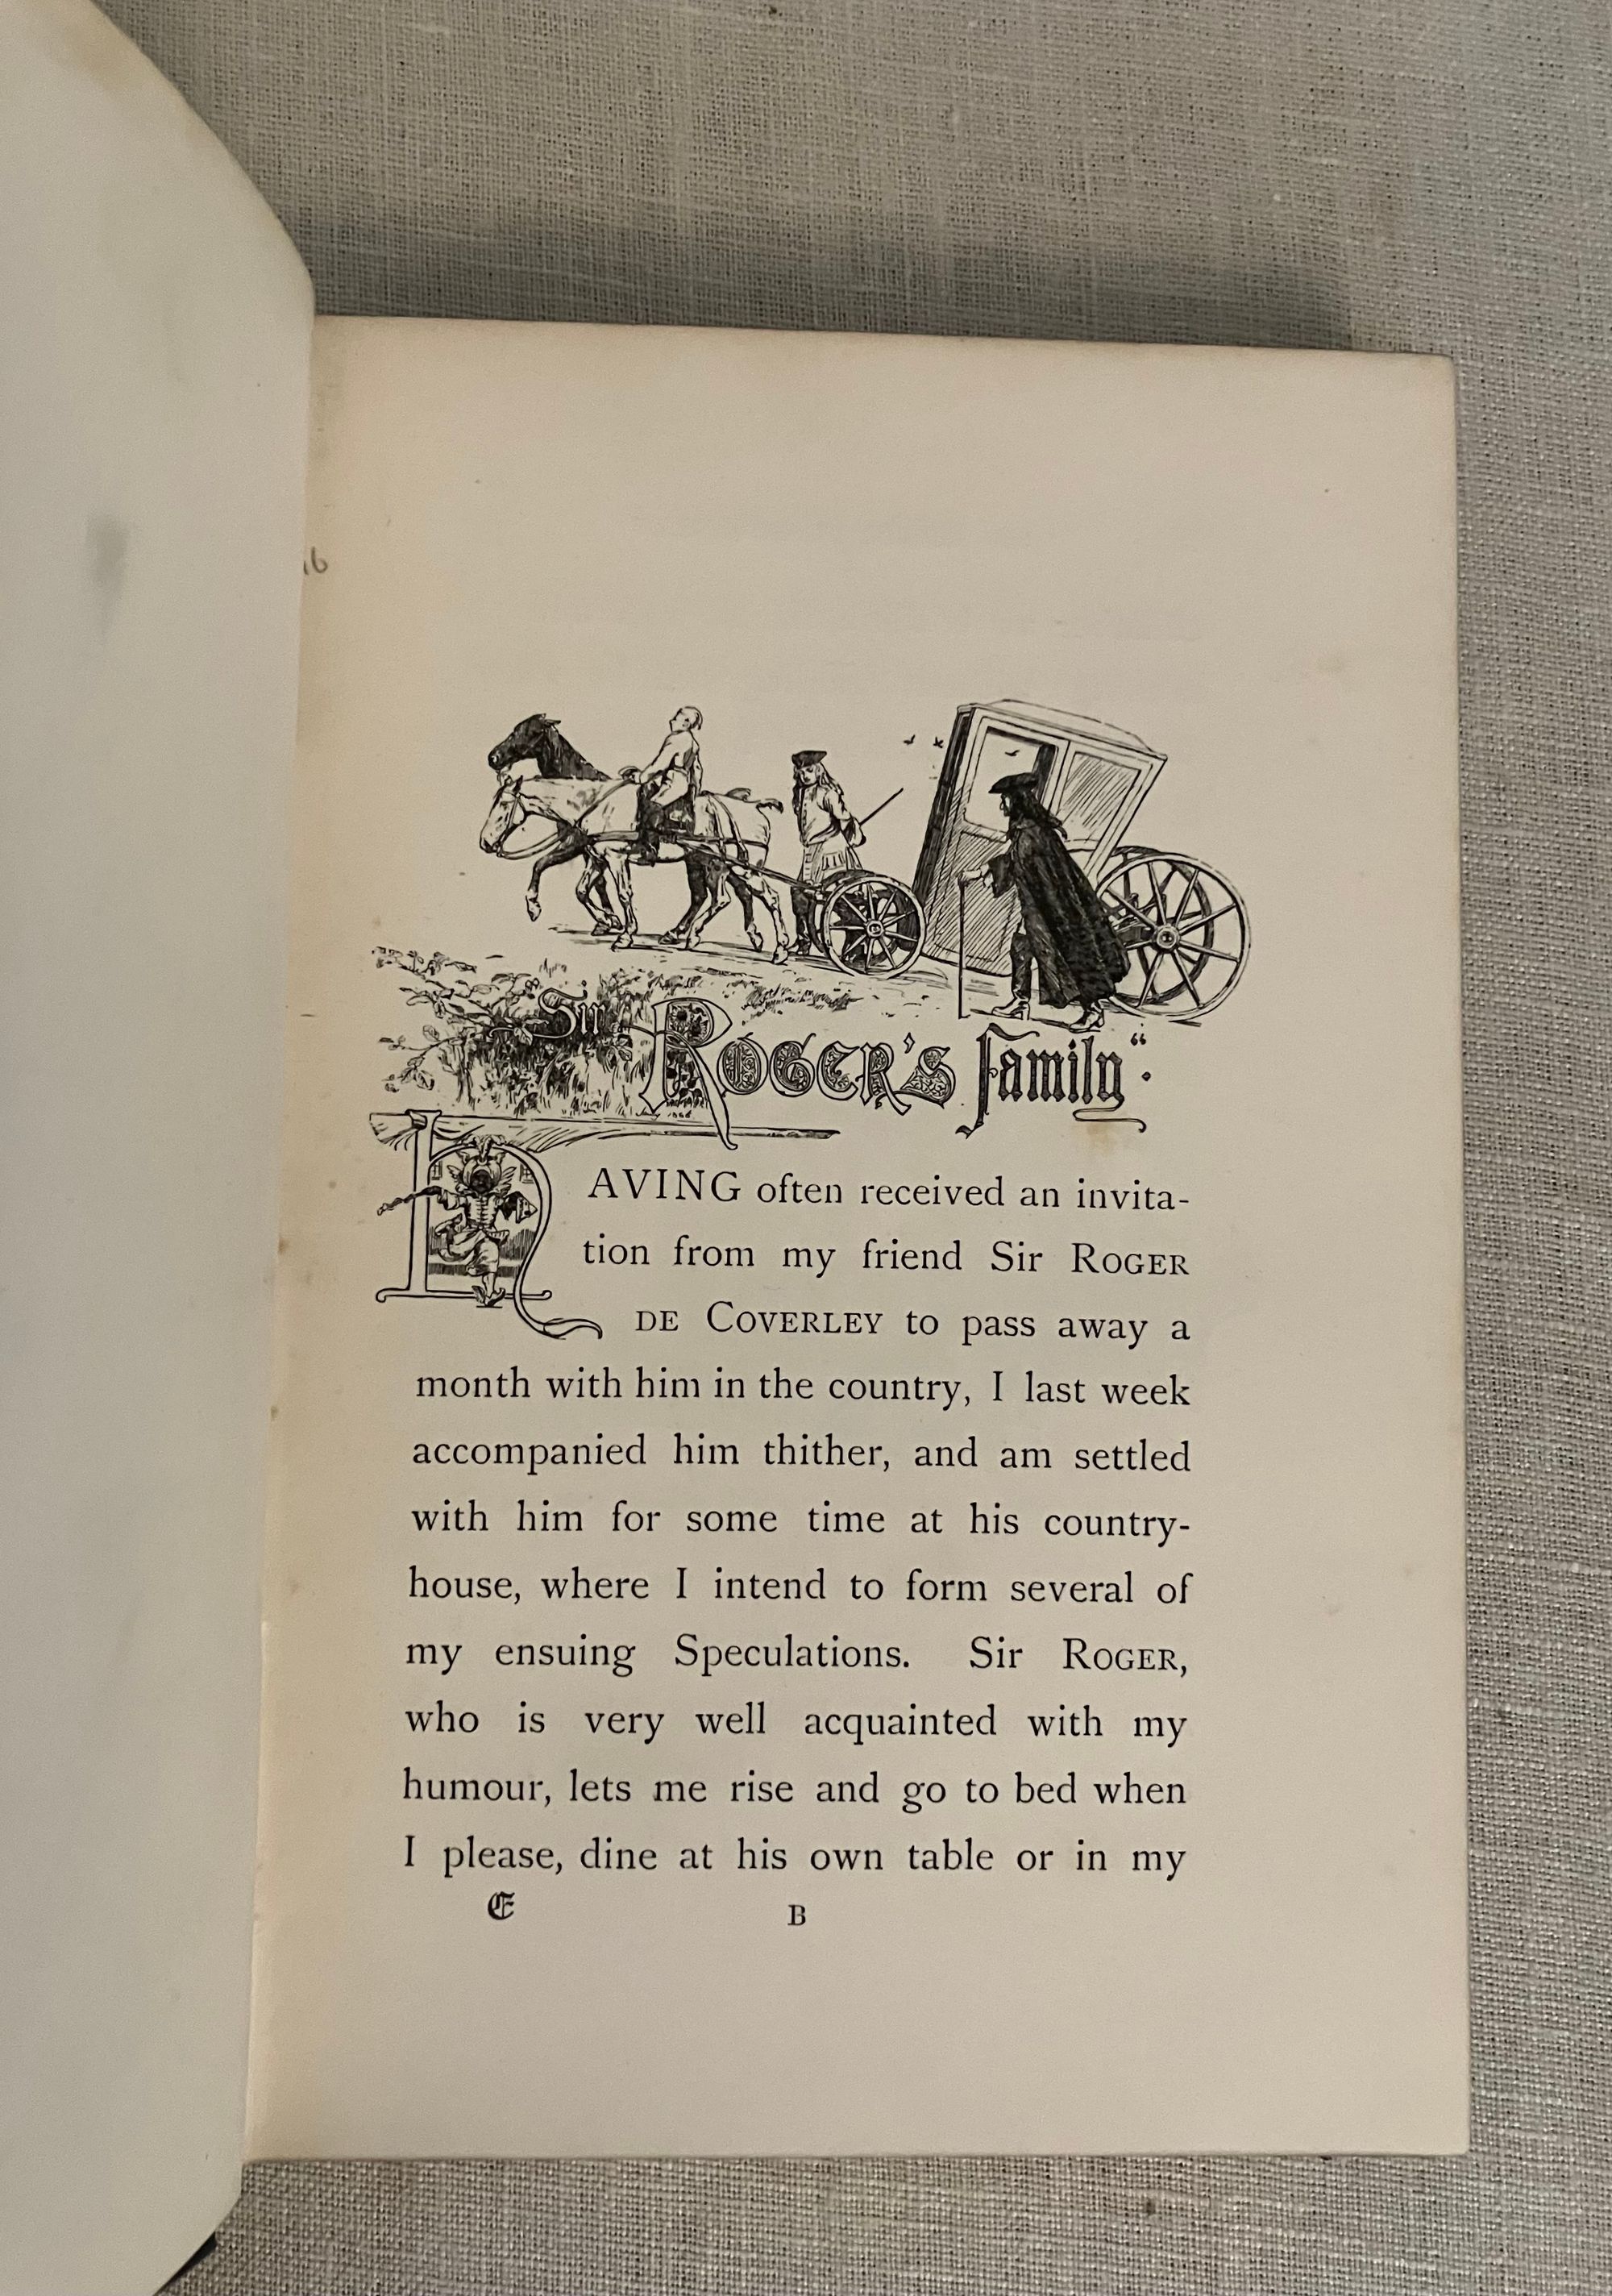 16
Sir Roger's Family“.
HAVING often received an invita-
tion from my friend Sir ROGER
DE COVERLEY to pass away a
month with him in the country, I last week
accompanied him thither, and am settled
with him for some time at his country-
house, where I intend to form several of
my ensuing Speculations. Sir ROGER,
who is very well acquainted with my
humour, lets me rise and go to bed when
I please, dine at his own table or in my
E B